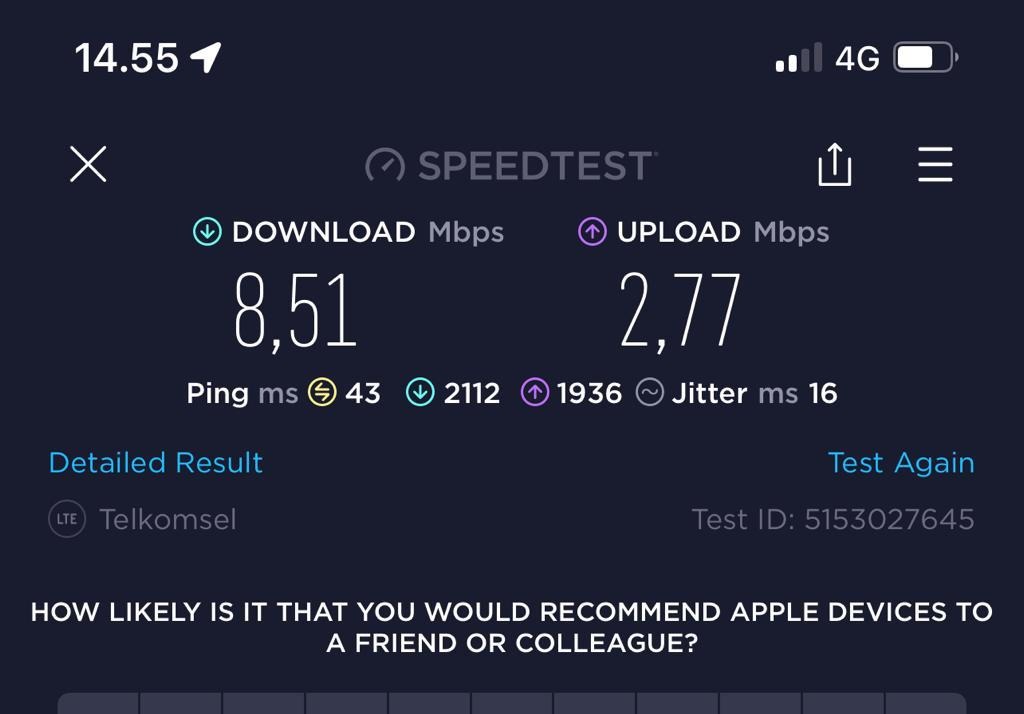 14.55 4G
SPEEDTEST
DOWNLOAD Mbps UPLOAD Mbps
8,51 2,77
Ping ms 43 2112 1936 Jitter ms 16
Detailed Result Test Again
LTE Telkomsel Test ID: 5153027645
HOW LIKELY IS IT THAT YOU WOULD RECOMMEND APPLE DEVICES TO
A FRIEND OR COLLEAGUE?